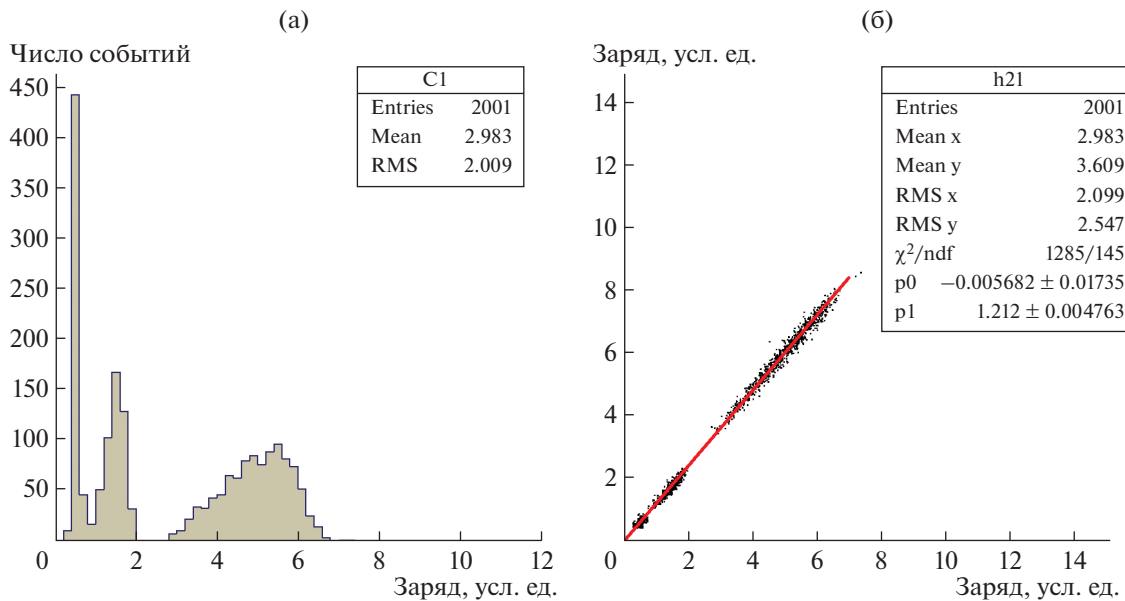 (а)
Число событий
C1
Entries 2001
Mean 2.983
RMS 2.009
450
400
350
300
250
200
150
100
50
0 2 4 6 8 10 12
Заряд, усл. ед.
(б)
Заряд, усл. ед.
h21
Entries 2001
Mean x 2.983
Mean y 3.609
RMS x 2.099
RMS y 2.547
χ²/ndf 1285/145
p0 −0.005682 ± 0.01735
p1 1.212 ± 0.004763
14
12
10
8
6
4
2
0 2 4 6 8 10 12 14
Заряд, усл. ед.